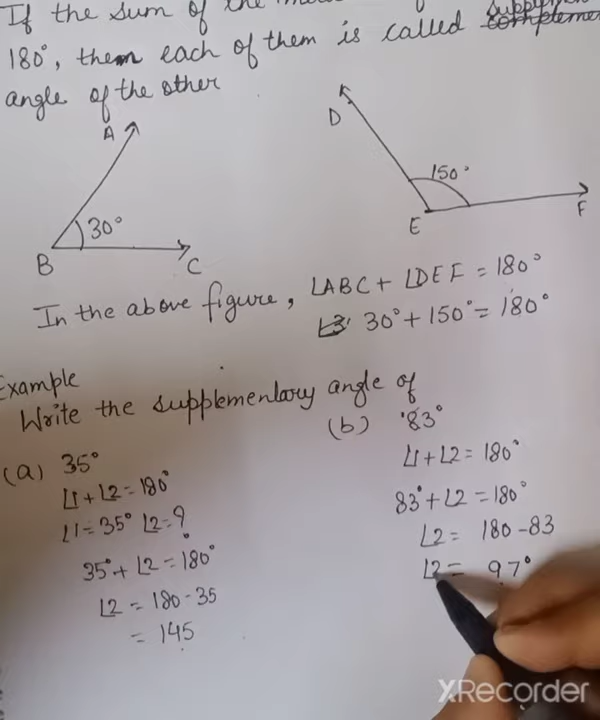 If the sum of the
180°, them each of them is called
angle of the other
A
B
C
30°
D
E
F
150°
In the above figure, ∠ABC + ∠DEF = 180°
30° + 150° = 180°
Example
Write the supplementary angle of
(a) 35°
∠1 + ∠2 = 180°
∠1 = 35° ∠2 = ?
35° + ∠2 = 180°
∠2 = 180 - 35
= 145
(b) 83°
∠1 + ∠2 = 180°
83° + ∠2 = 180°
∠2 = 180 - 83
∠2 = 97°
XRecorder